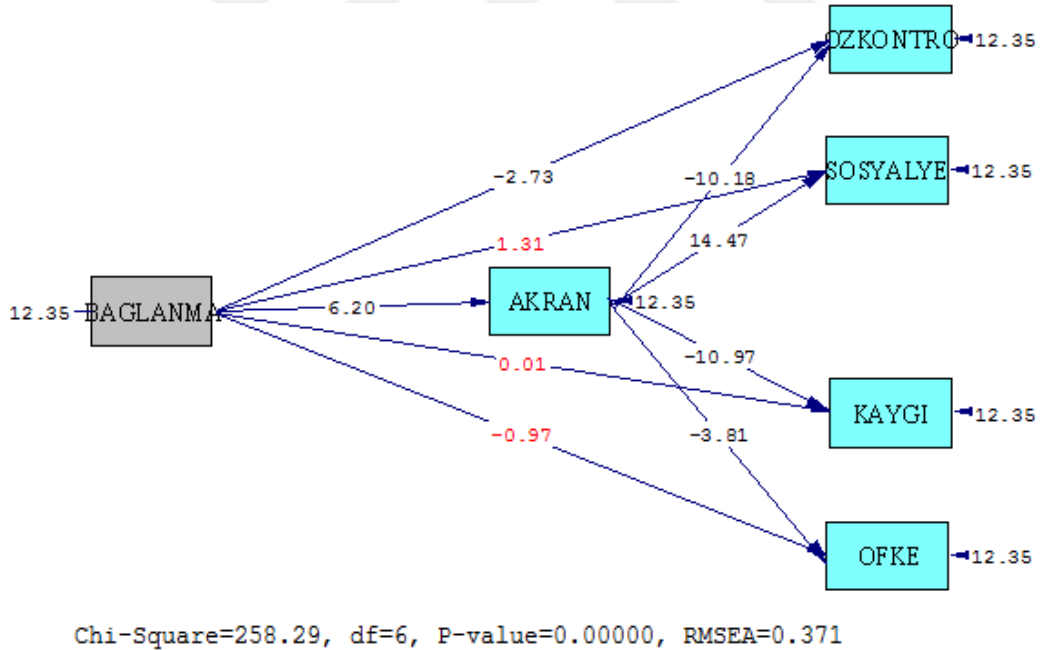 OZKONTRO
12.35
-2.73
-10.18
SOSYALYE
12.35
1.31
14.47
12.35
BAGLANMA
6.20
AKRAN
12.35
0.01
-10.97
KAYGI
12.35
-0.97
-3.81
OFKE
12.35
Chi-Square=258.29, df=6, P-value=0.00000, RMSEA=0.371